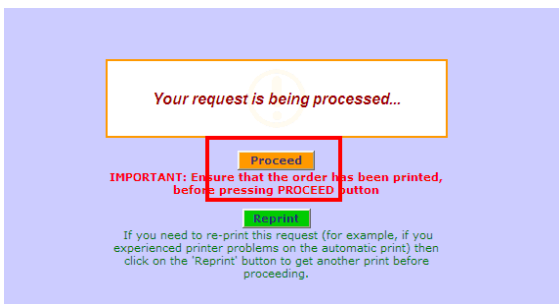 Your request is being processed...
Proceed
IMPORTANT: Ensure that the order has been printed,
before pressing PROCEED button
Reprint
If you need to re-print this request (for example, if you
experienced printer problems on the automatic print) then
click on the 'Reprint' button to get another print before
proceeding.